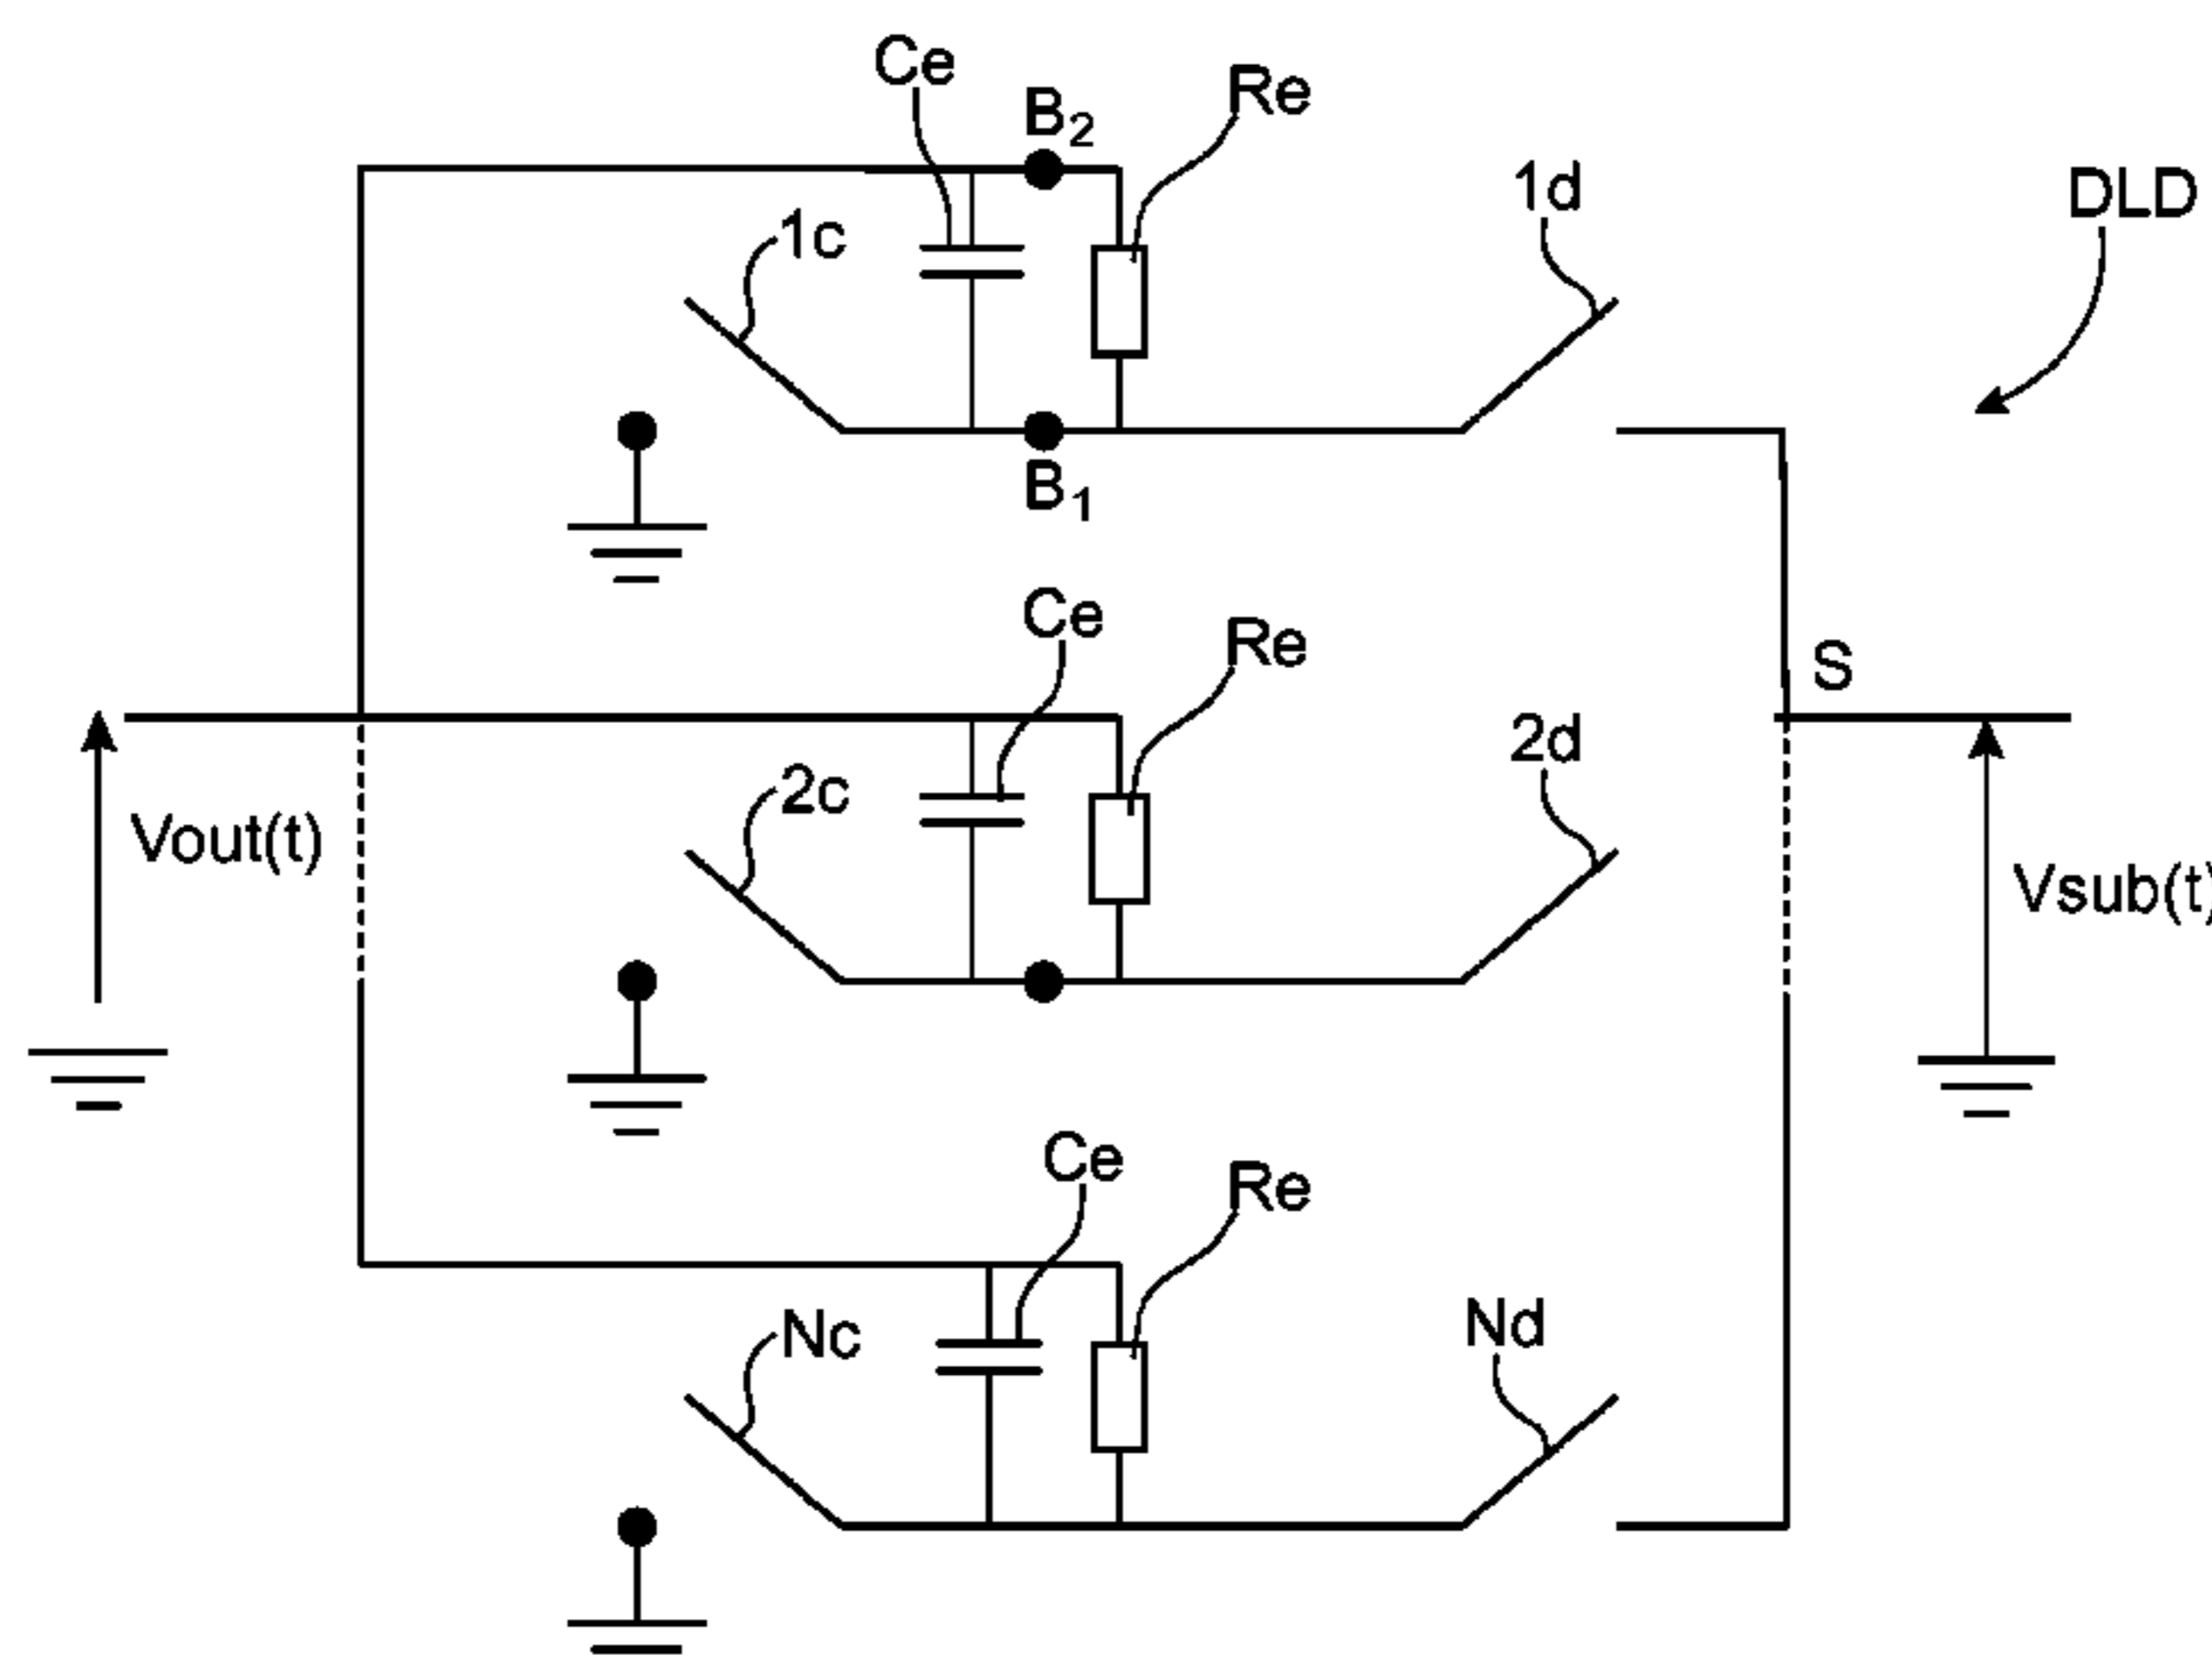 Ce
B₂
Re
1c
1d
DLD
B₁
Ce
Re
S
2c
2d
Vout(t)
Vsub(t)
Ce
Re
Nc
Nd